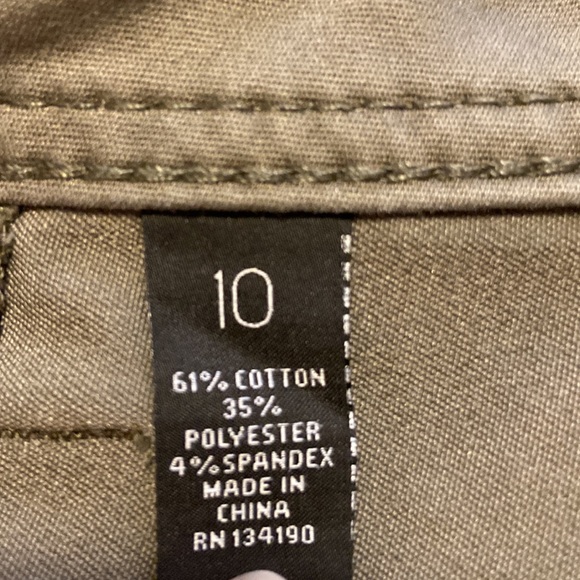 10
61% COTTON
35%
POLYESTER
4% SPANDEX
MADE IN
CHINA
RN 134190